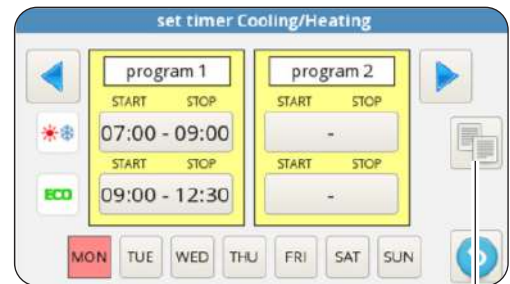 set timer Cooling/Heating
program 1 program 2
START STOP START STOP
07:00 - 09:00 -
START STOP START STOP
ECO 09:00 - 12:30 -
MON TUE WED THU FRI SAT SUN